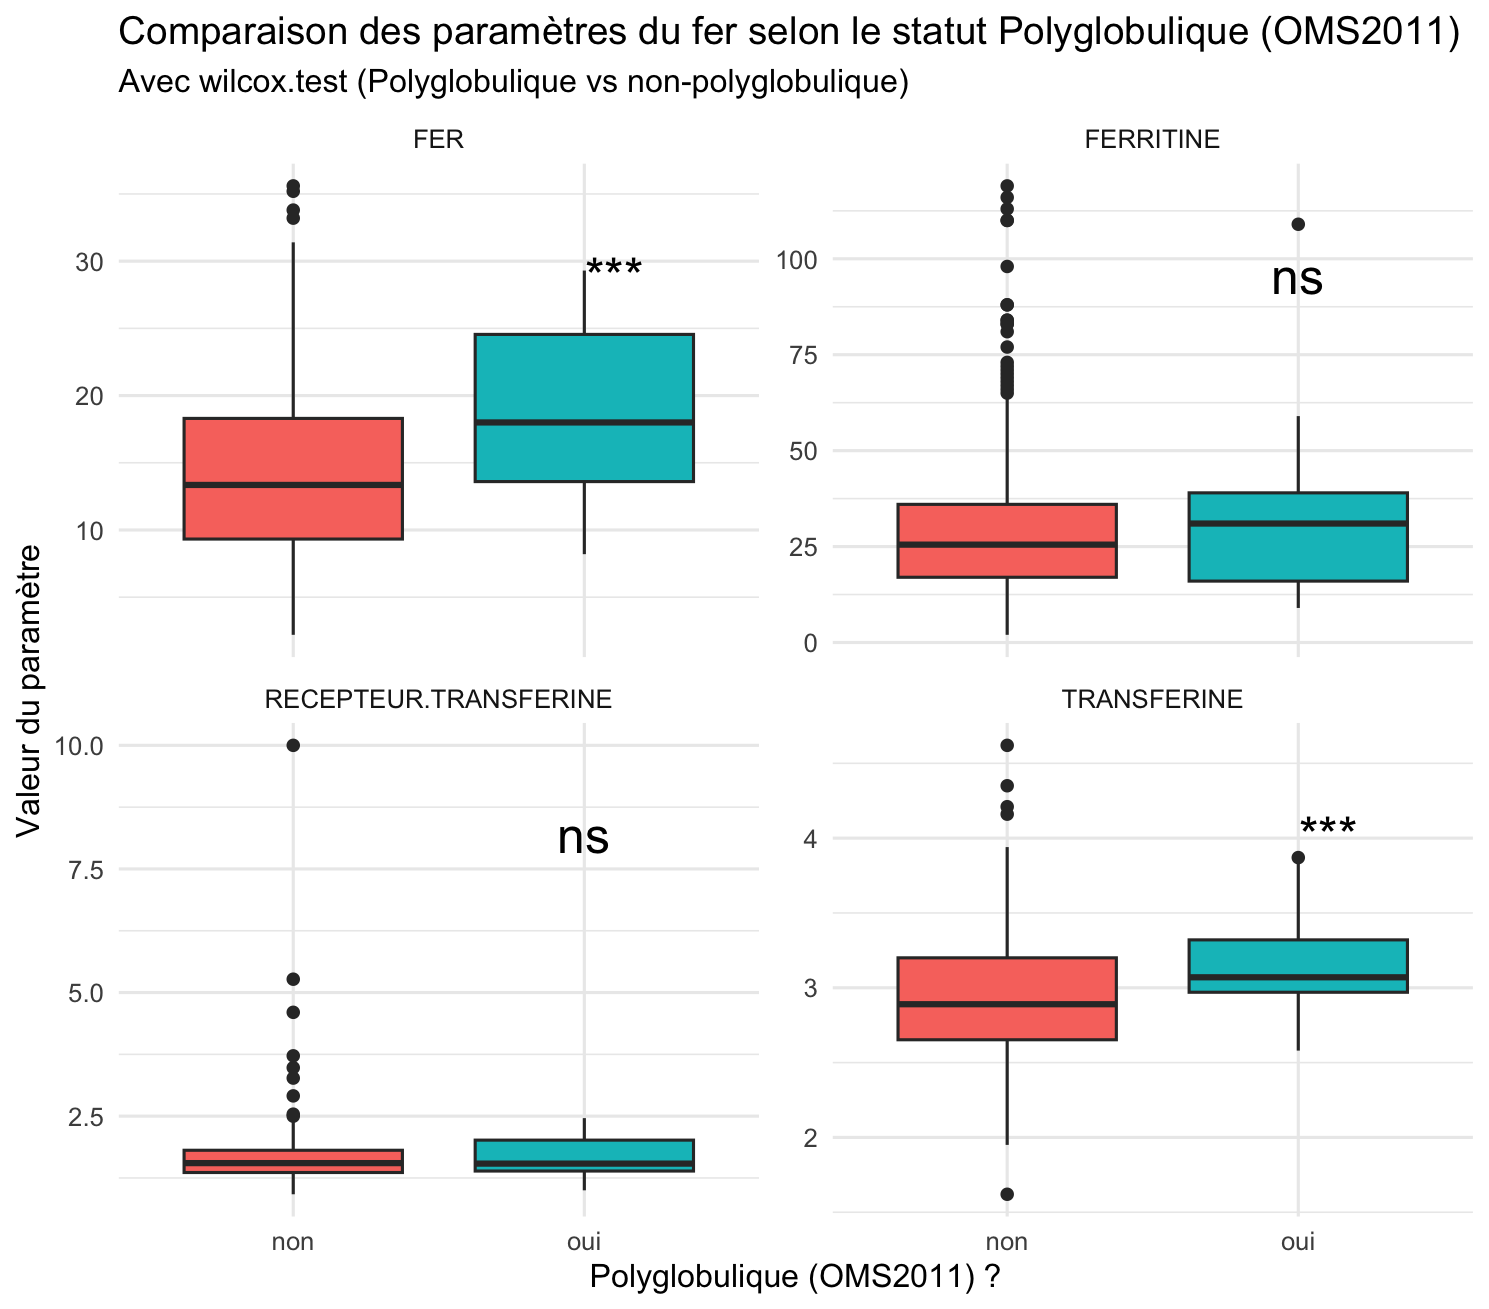 Comparaison des paramètres du fer selon le statut Polyglobulique (OMS2011)
Avec wilcox.test (Polyglobulique vs non-polyglobulique)
FER
30
20
10
***
FERRITINE
100
75
50
25
0
ns
Valeur du paramètre
RECEPTEUR.TRANSFERINE
10.0
7.5
5.0
2.5
ns
non
oui
TRANSFERINE
4
3
2
***
non
oui
Polyglobulique (OMS2011) ?